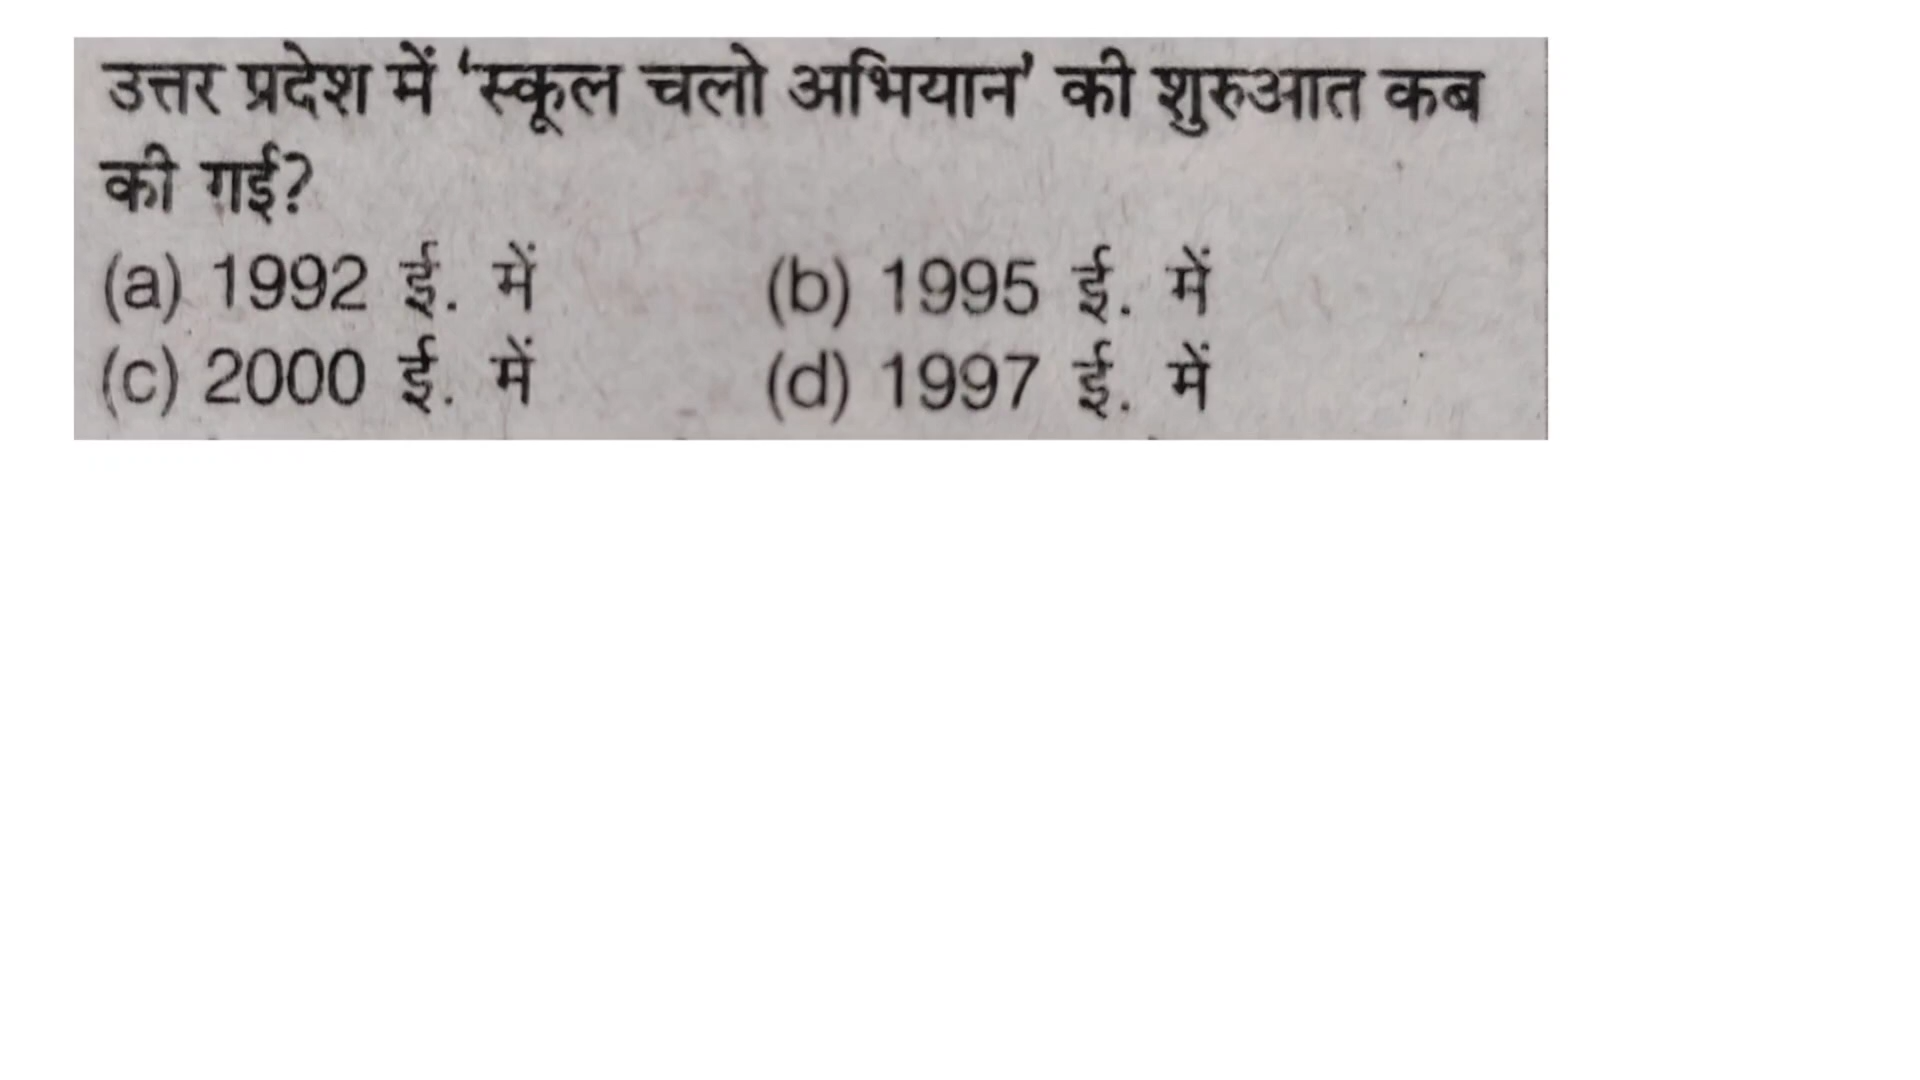 उत्तर प्रदेश में 'स्कूल चलो अभियान' की शुरुआत कब
की गई?
(a) 1992 ई. में (b) 1995 ई. में
(c) 2000 ई. में (d) 1997 ई. में